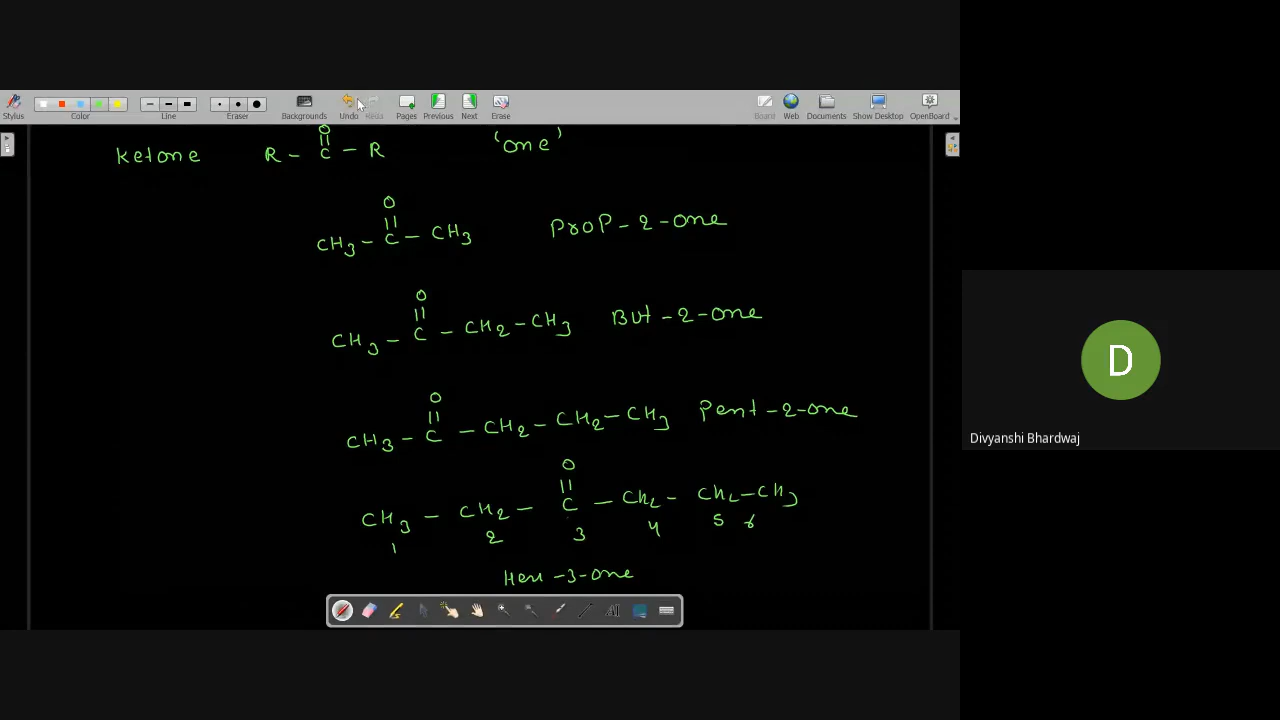 Stylus Color Line Eraser Backgrounds Undo Redo Pages Previous Next Erase Board Web Documents Show Desktop OpenBoard
Ketone R - C - R 'one'
O
O
CH3 - C - CH3 Prop - 2 - one
O
CH3 - C - CH2 - CH3 But - 2 - one
O
CH3 - C - CH2 - CH2 - CH3 Pent - 2 - one
O
CH3 - CH2 - C - CH2 - CH2 - CH3
1 2 3 4 5 6
Hex - 3 - one
D
Divyanshi Bhardwaj